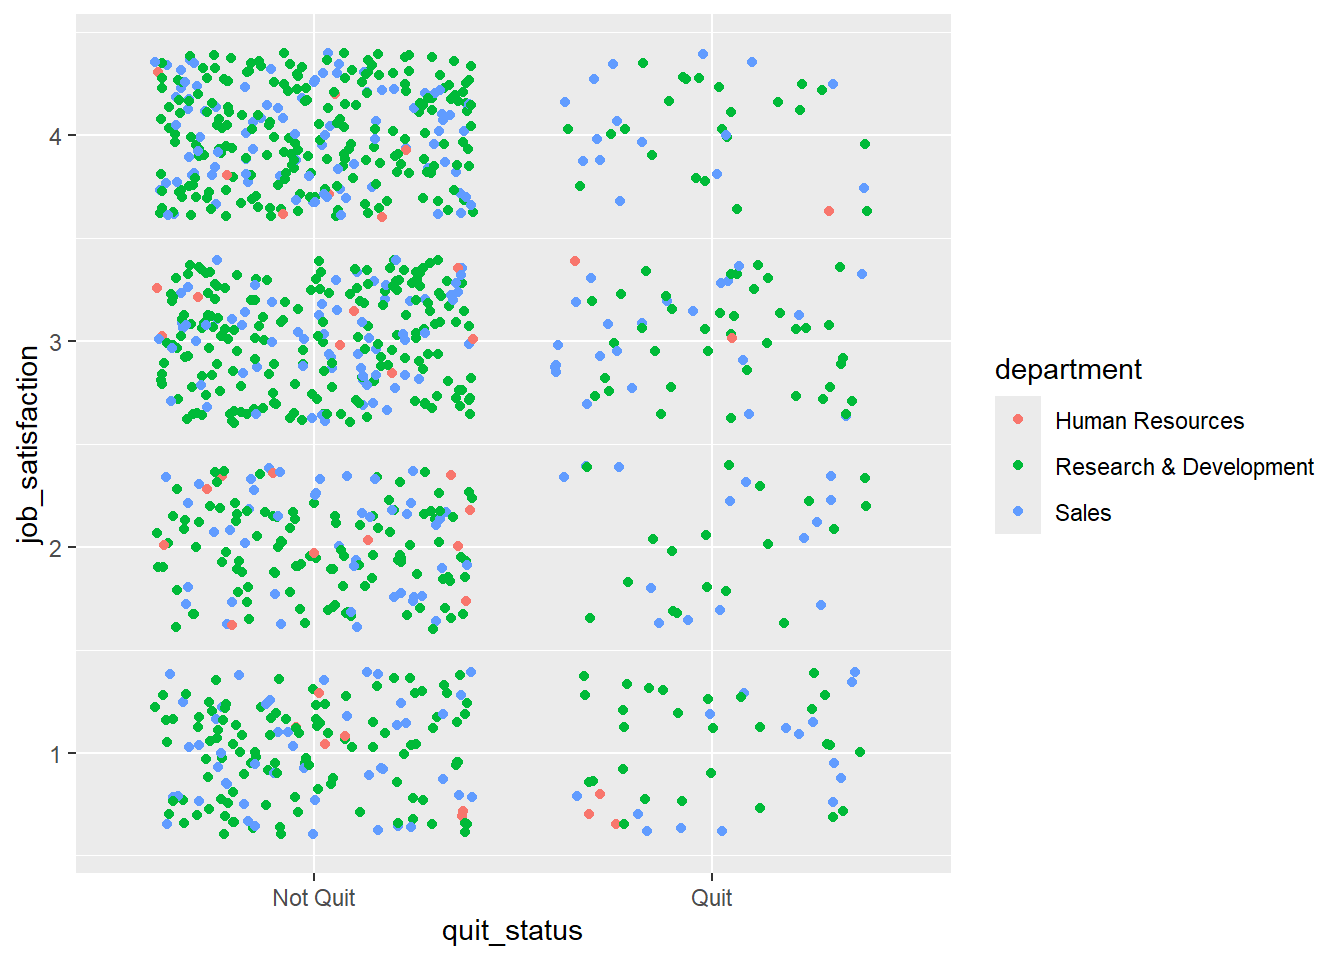 job_satisfaction
4
3
2
1
Not Quit
Quit
quit_status
department
Human Resources
Research & Development
Sales